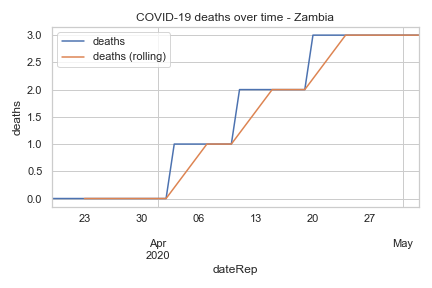 COVID-19 deaths over time - Zambia
deaths
deaths (rolling)
deaths
3.0
2.5
2.0
1.5
1.0
0.5
0.0
23 30 06 13 20 27
Apr May
2020
dateRep